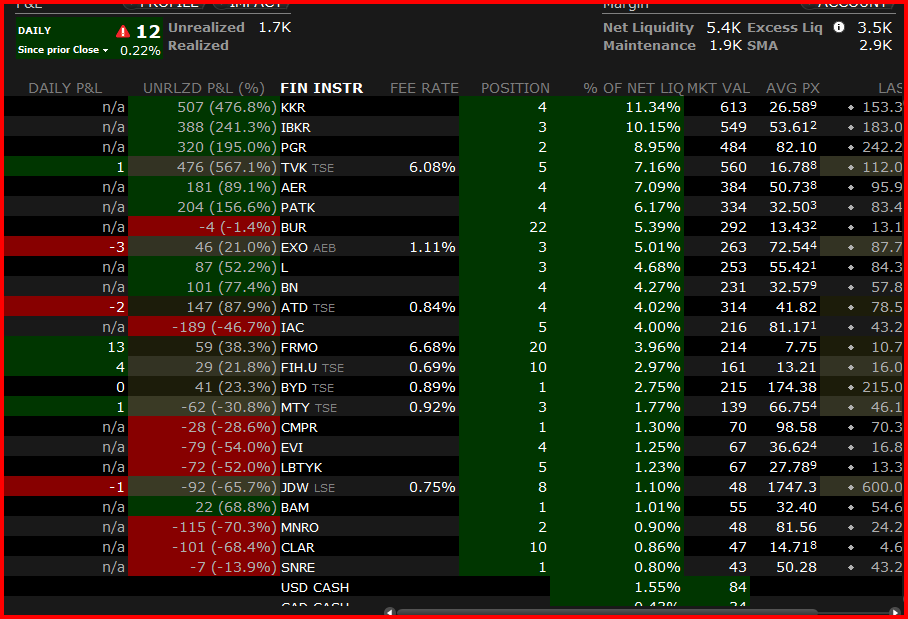 P&L PROFILE IMPACT Margin ACCOUNT
DAILY 12 Unrealized 1.7K Net Liquidity 5.4K Excess Liq 3.5K
Since prior Close 0.22% Realized Maintenance 1.9K SMA 2.9K
DAILY P&L UNRLZD P&L (%) FIN INSTR FEE RATE POSITION % OF NET LIQ MKT VAL AVG PX LAS
n/a 507 (476.8%) KKR 4 11.34% 613 26.589 153.3
n/a 388 (241.3%) IBKR 3 10.15% 549 53.612 183.0
n/a 320 (195.0%) PGR 2 8.95% 484 82.10 242.2
1 476 (567.1%) TVK TSE 6.08% 5 7.16% 560 16.788 112.0
n/a 181 (89.1%) AER 4 7.09% 384 50.738 95.9
n/a 204 (156.6%) PATK 4 6.17% 334 32.503 83.4
n/a -4 (-1.4%) BUR 22 5.39% 292 13.432 13.1
-3 46 (21.0%) EXO AEB 1.11% 3 5.01% 263 72.544 87.7
n/a 87 (52.2%) L 3 4.68% 253 55.421 84.3
n/a 101 (77.4%) BN 4 4.27% 231 32.579 57.8
-2 147 (87.9%) ATD TSE 0.84% 4 4.02% 314 41.82 78.5
n/a -189 (-46.7%) IAC 5 4.00% 216 81.171 43.2
13 59 (38.3%) FRMO 6.68% 20 3.96% 214 7.75 10.7
4 29 (21.8%) FIH.U TSE 0.69% 10 2.97% 161 13.21 16.0
0 41 (23.3%) BYD TSE 0.89% 1 2.75% 215 174.38 215.0
1 -62 (-30.8%) MTY TSE 0.92% 3 1.77% 139 66.754 46.1
n/a -28 (-28.6%) CMPR 1 1.30% 70 98.58 70.3
n/a -79 (-54.0%) EVI 4 1.25% 67 36.624 16.8
n/a -72 (-52.0%) LBTYK 5 1.23% 67 27.789 13.3
-1 -92 (-65.7%) JDW LSE 0.75% 8 1.10% 48 1747.3 600.0
n/a 22 (68.8%) BAM 1 1.01% 55 32.40 54.6
n/a -115 (-70.3%) MNRO 2 0.90% 48 81.56 24.2
n/a -101 (-68.4%) CLAR 10 0.86% 47 14.718 4.6
n/a -7 (-13.9%) SNRE 1 0.80% 43 50.28 43.2
USD CASH 1.55% 84
CAD CASH 0.43% 34